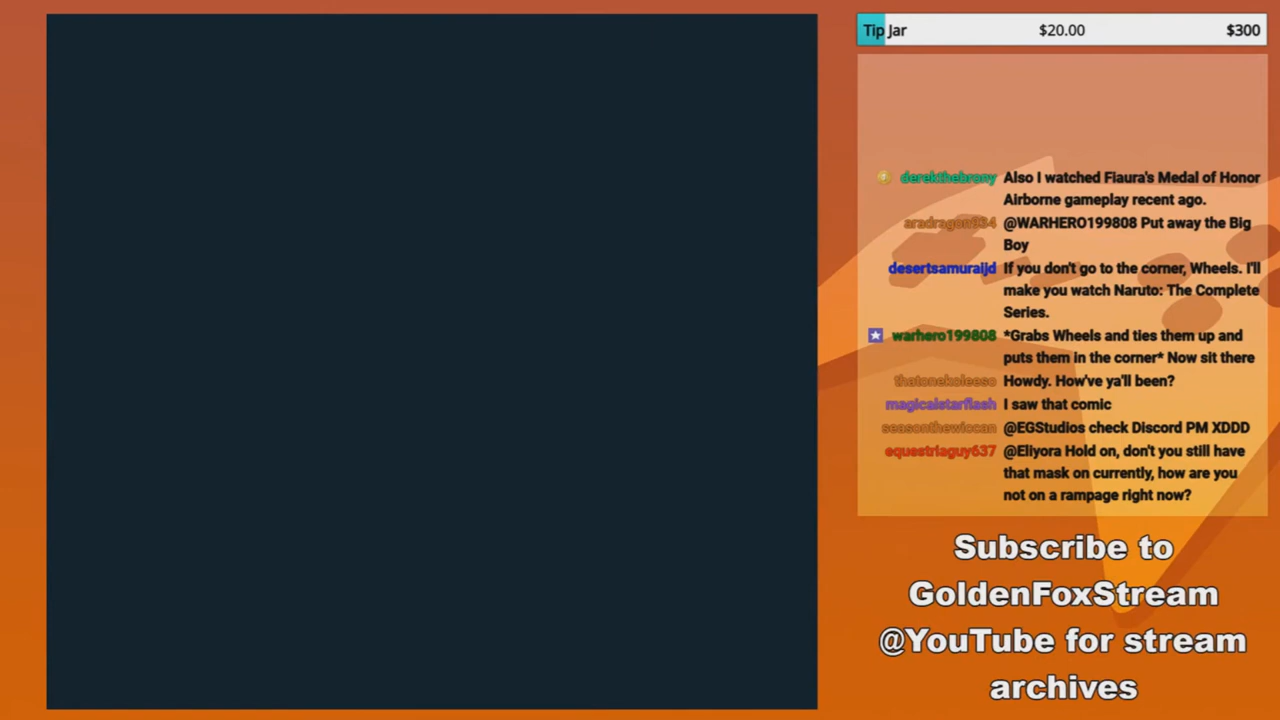 Tip Jar $20.00 $300
derekthebrony Also I watched Fiaura's Medal of Honor
Airborne gameplay recent ago.
aradragon934 @WARHERO199808 Put away the Big
Boy
desertsamuraijd If you don't go to the corner, Wheels. I'll
make you watch Naruto: The Complete
Series.
warhero199808 *Grabs Wheels and ties them up and
puts them in the corner* Now sit there
thatonekoleeso Howdy. How've ya'll been?
magicalstarflash I saw that comic
seasonthewiccan @EGStudios check Discord PM XDDD
equestriaguy637 @Eliyora Hold on, don't you still have
that mask on currently, how are you
not on a rampage right now?
Subscribe to
GoldenFoxStream
@YouTube for stream
archives